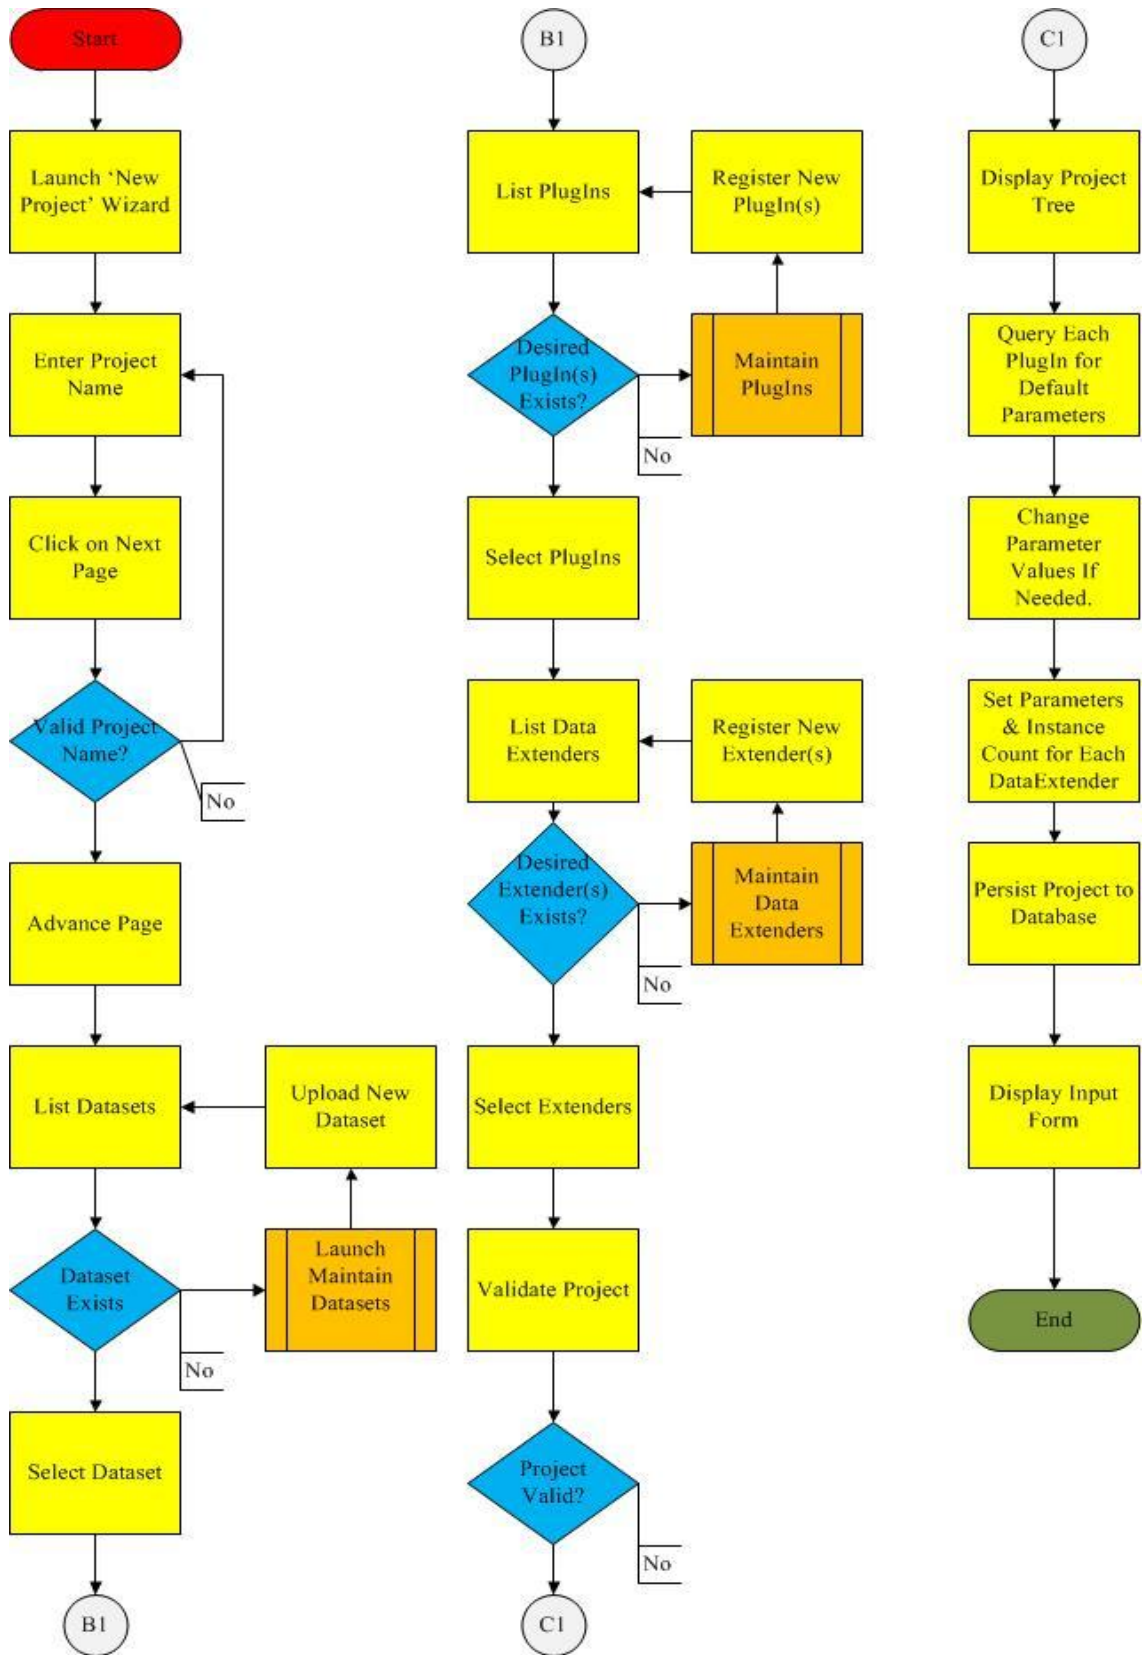 Start
Launch ‘New
Project’ Wizard
Enter Project
Name
Click on Next
Page
Valid Project
Name?
No
Advance Page
List Datasets
Upload New
Dataset
Dataset
Exists
Launch
Maintain
Datasets
No
Select Dataset
B1
B1
List PlugIns
Register New
PlugIn(s)
Desired
PlugIn(s)
Exists?
Maintain
PlugIns
No
Select PlugIns
List Data
Extenders
Register New
Extender(s)
Desired
Extender(s)
Exists?
Maintain
Data
Extenders
No
Select Extenders
Validate Project
Project
Valid?
No
C1
C1
Display Project
Tree
Query Each
PlugIn for
Default
Parameters
Change
Parameter
Values If
Needed.
Set Parameters
& Instance
Count for Each
DataExtender
Persist Project to
Database
Display Input
Form
End